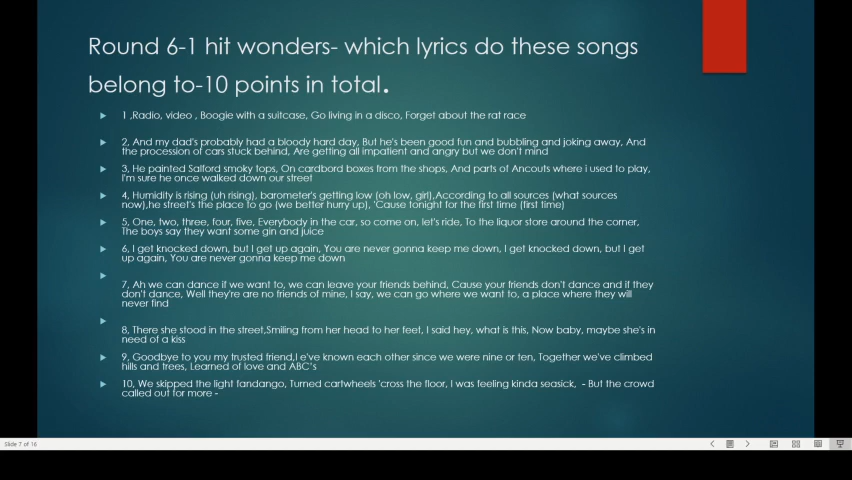 Round 6-1 hit wonders- which lyrics do these songs
belong to-10 points in total.
1 ,Radio, video , Boogie with a suitcase, Go living in a disco, Forget about the rat race
2, And my dad's probably had a bloody hard day, But he's been good fun and bubbling and joking away, And
the procession of cars stuck behind, Are getting all impatient and angry but we don't mind
3, He painted Salford smoky tops, On cardbord boxes from the shops, And parts of Ancouts where i used to play,
I'm sure he once walked down our street
4, Humidity is rising (uh rising), barometer's getting low (oh low, girl),According to all sources (what sources
now),he street's the place to go (we better hurry up), 'Cause tonight for the first time (first time)
5, One, two, three, four, five, Everybody in the car, so come on, let's ride, To the liquor store around the corner,
The boys say they want some gin and juice
6, I get knocked down, but I get up again, You are never gonna keep me down, I get knocked down, but I get
up again, You are never gonna keep me down
7, Ah we can dance if we want to, we can leave your friends behind, Cause your friends don't dance and if they
don't dance, Well they're are no friends of mine, I say, we can go where we want to, a place where they will
never find
8, There she stood in the street,Smiling from her head to her feet, I said hey, what is this, Now baby, maybe she's in
need of a kiss
9, Goodbye to you my trusted friend,I e've known each other since we were nine or ten, Together we've climbed
hills and trees, Learned of love and ABC's
10, We skipped the light fandango, Turned cartwheels 'cross the floor, I was feeling kinda seasick,  - But the crowd
called out for more -
Slide 7 of 16